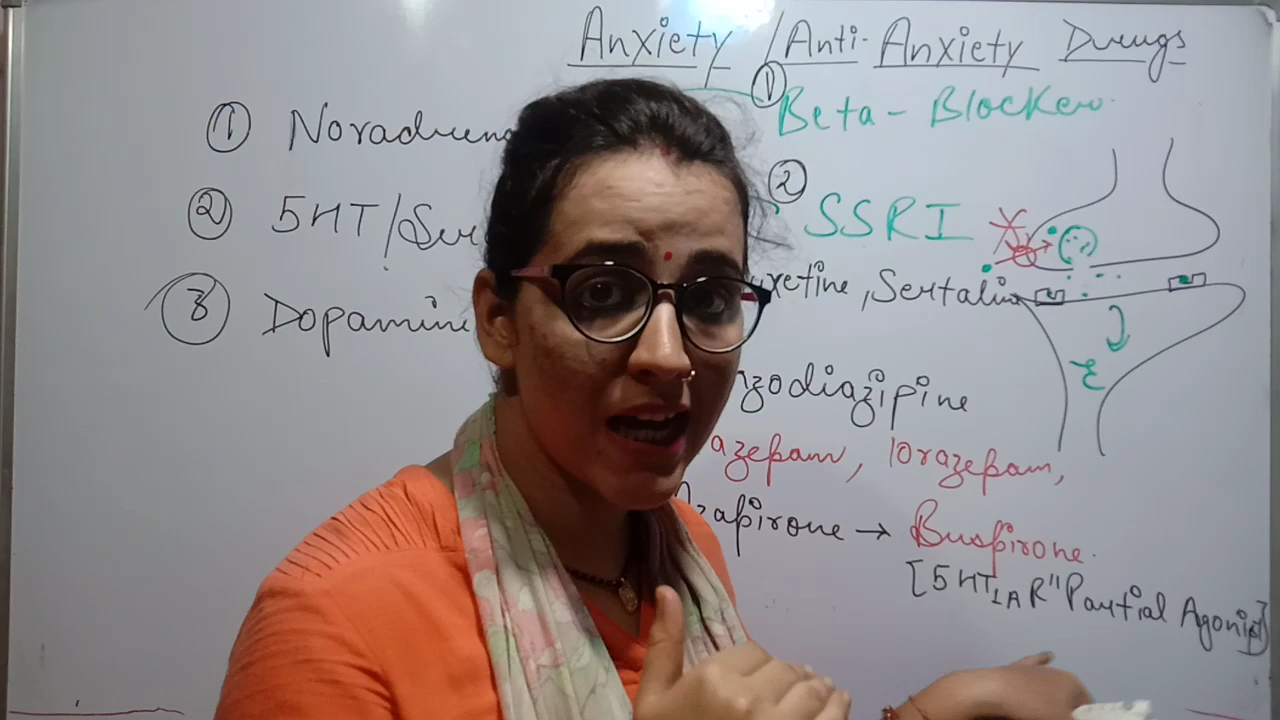 Anxiety / Anti-Anxiety Drugs
① Beta-Blocker
① Noradrena
② SSRI
② 5HT/Ser
xetine, Sertalin
③ Dopamine
zodiazipine
azepam, lorazepam,
zapirone → Buspirone.
[5HT1A R" Partial Agonist]